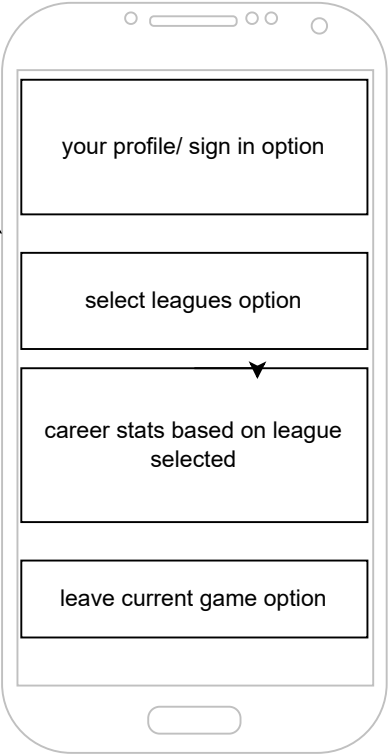 your profile/ sign in option
select leagues option
career stats based on league
selected
leave current game option